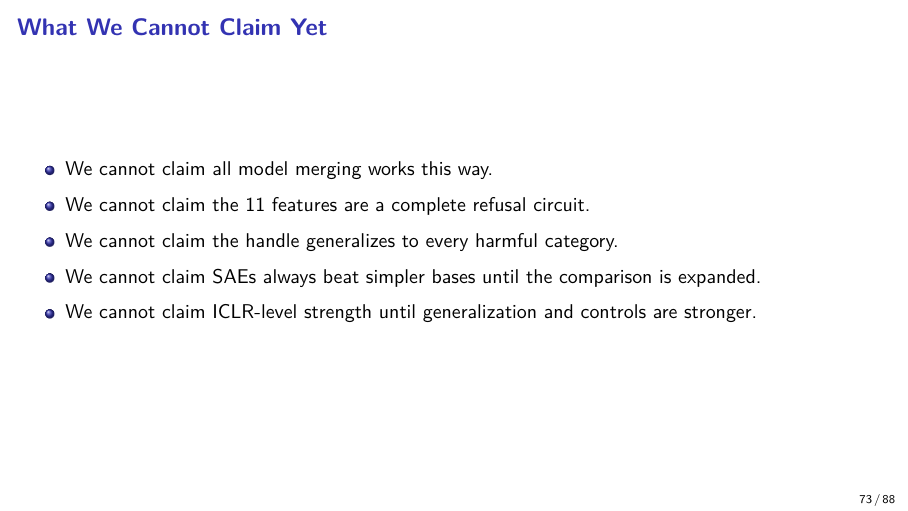 What We Cannot Claim Yet
We cannot claim all model merging works this way.
We cannot claim the 11 features are a complete refusal circuit.
We cannot claim the handle generalizes to every harmful category.
We cannot claim SAEs always beat simpler bases until the comparison is expanded.
We cannot claim ICLR-level strength until generalization and controls are stronger.
73 / 88